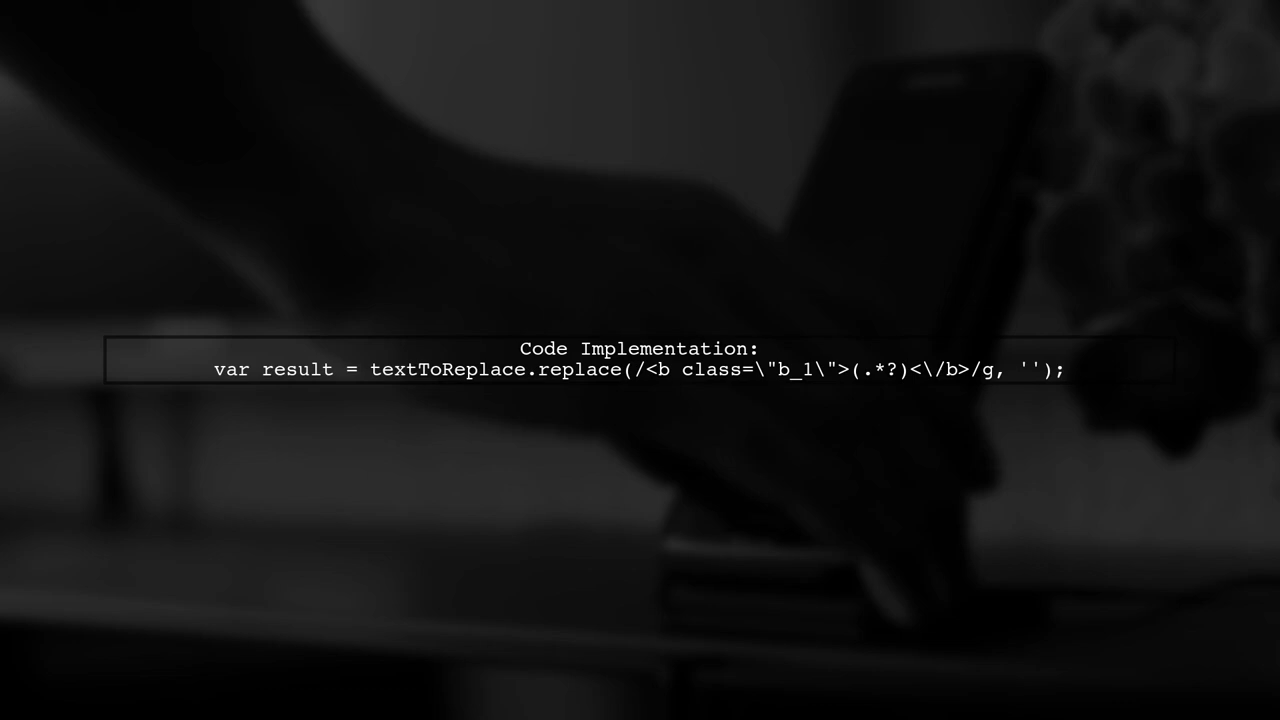 Code Implementation:
var result = textToReplace.replace(/<b class=\"b_1\">(.*?)<\/b>/g, '');